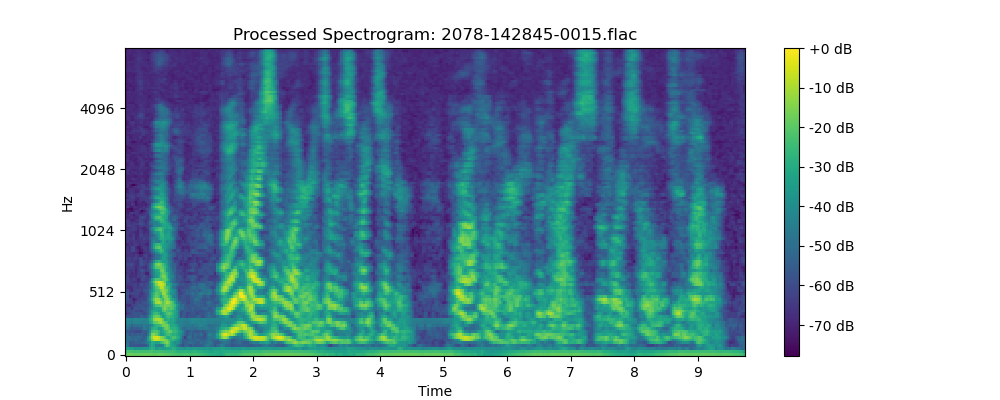 Processed Spectrogram: 2078-142845-0015.flac
Hz
4096
2048
1024
512
0
0 1 2 3 4 5 6 7 8 9
Time
+0 dB
-10 dB
-20 dB
-30 dB
-40 dB
-50 dB
-60 dB
-70 dB